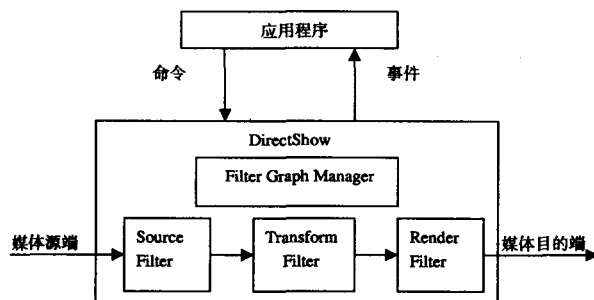 应用程序
命令
事件
DirectShow
Filter Graph Manager
媒体源端
Source
Filter
Transform
Filter
Render
Filter
媒体目的端